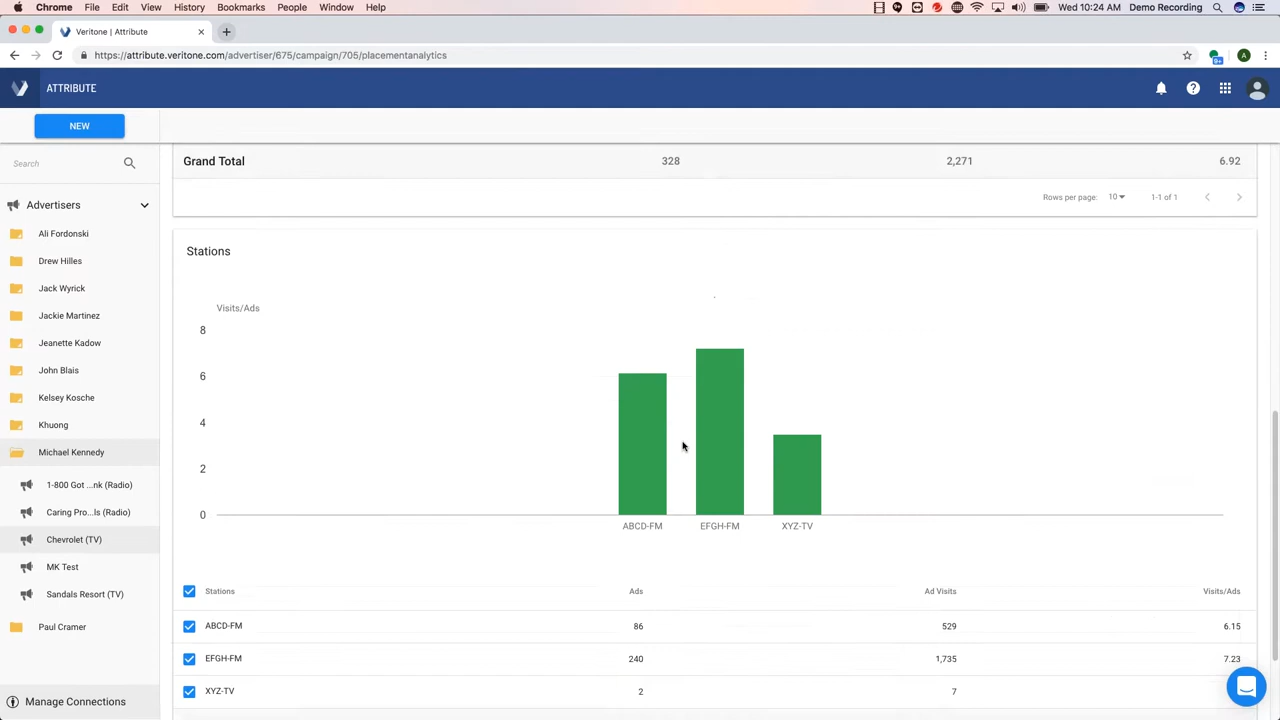 Chrome File Edit View History Bookmarks People Window Help Wed 10:24 AM Demo Recording
Veritone | Attribute
https://attribute.veritone.com/advertiser/675/campaign/705/placementanalytics
A
ATTRIBUTE
NEW
Search
Advertisers
Ali Fordonski
Drew Hilles
Jack Wyrick
Jackie Martinez
Jeanette Kadow
John Blais
Kelsey Kosche
Khuong
Michael Kennedy
1-800 Got ...nk (Radio)
Caring Pro...ls (Radio)
Chevrolet (TV)
MK Test
Sandals Resort (TV)
Paul Cramer
Manage Connections
Grand Total 328 2,271 6.92
Rows per page: 10 1-1 of 1
Stations
Visits/Ads
8
6
4
2
0
ABCD-FM EFGH-FM XYZ-TV
Stations Ads Ad Visits Visits/Ads
ABCD-FM 86 529 6.15
EFGH-FM 240 1,735 7.23
XYZ-TV 2 7